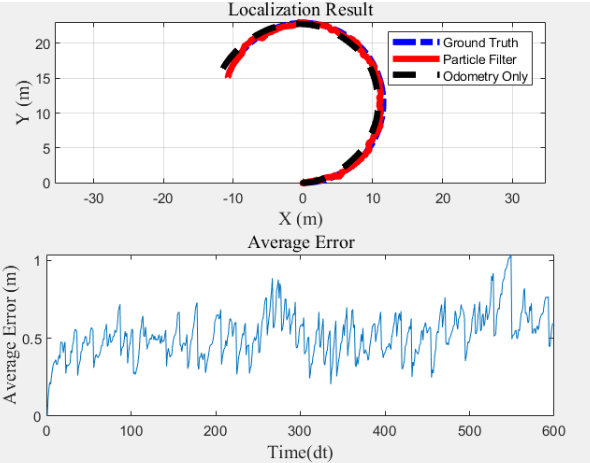 Localization Result
Y (m)
20
15
10
5
0
Ground Truth
Particle Filter
Odometry Only
-30 -20 -10 0 10 20 30
X (m)
Average Error
Average Error (m)
1
0.5
0
0 100 200 300 400 500 600
Time(dt)